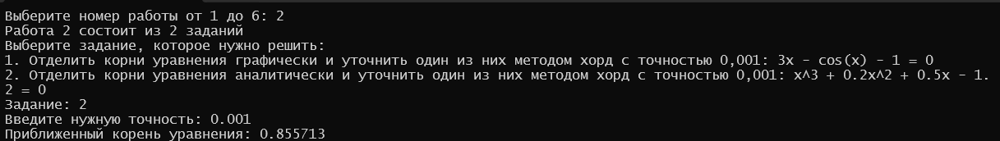 Выберите номер работы от 1 до 6: 2
Работа 2 состоит из 2 заданий
Выберите задание, которое нужно решить:
1. Отделить корни уравнения графически и уточнить один из них методом хорд с точностью 0,001: 3x - cos(x) - 1 = 0
2. Отделить корни уравнения аналитически и уточнить один из них методом хорд с точностью 0,001: x^3 + 0.2x^2 + 0.5x - 1.
2 = 0
Задание: 2
Введите нужную точность: 0.001
Приближенный корень уравнения: 0.855713